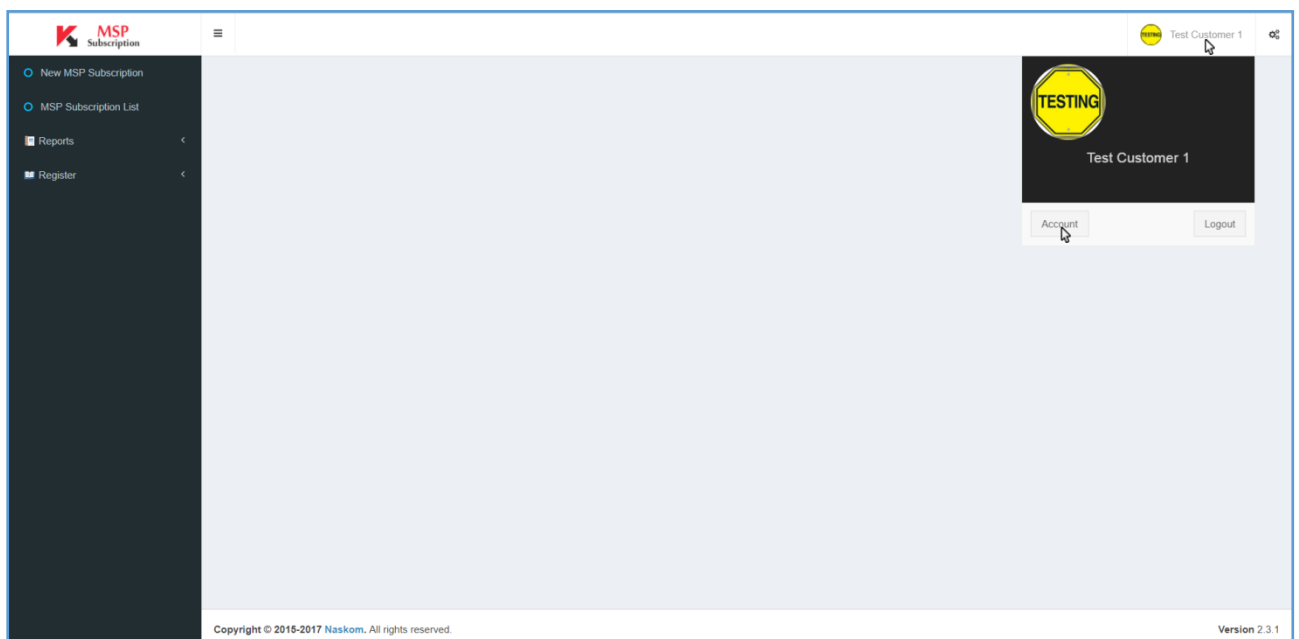 MSP
Subscription
TESTING
Test Customer 1
New MSP Subscription
MSP Subscription List
Reports
Register
TESTING
Test Customer 1
Account
Logout
Copyright © 2015-2017 Naskom. All rights reserved.
Version 2.3.1